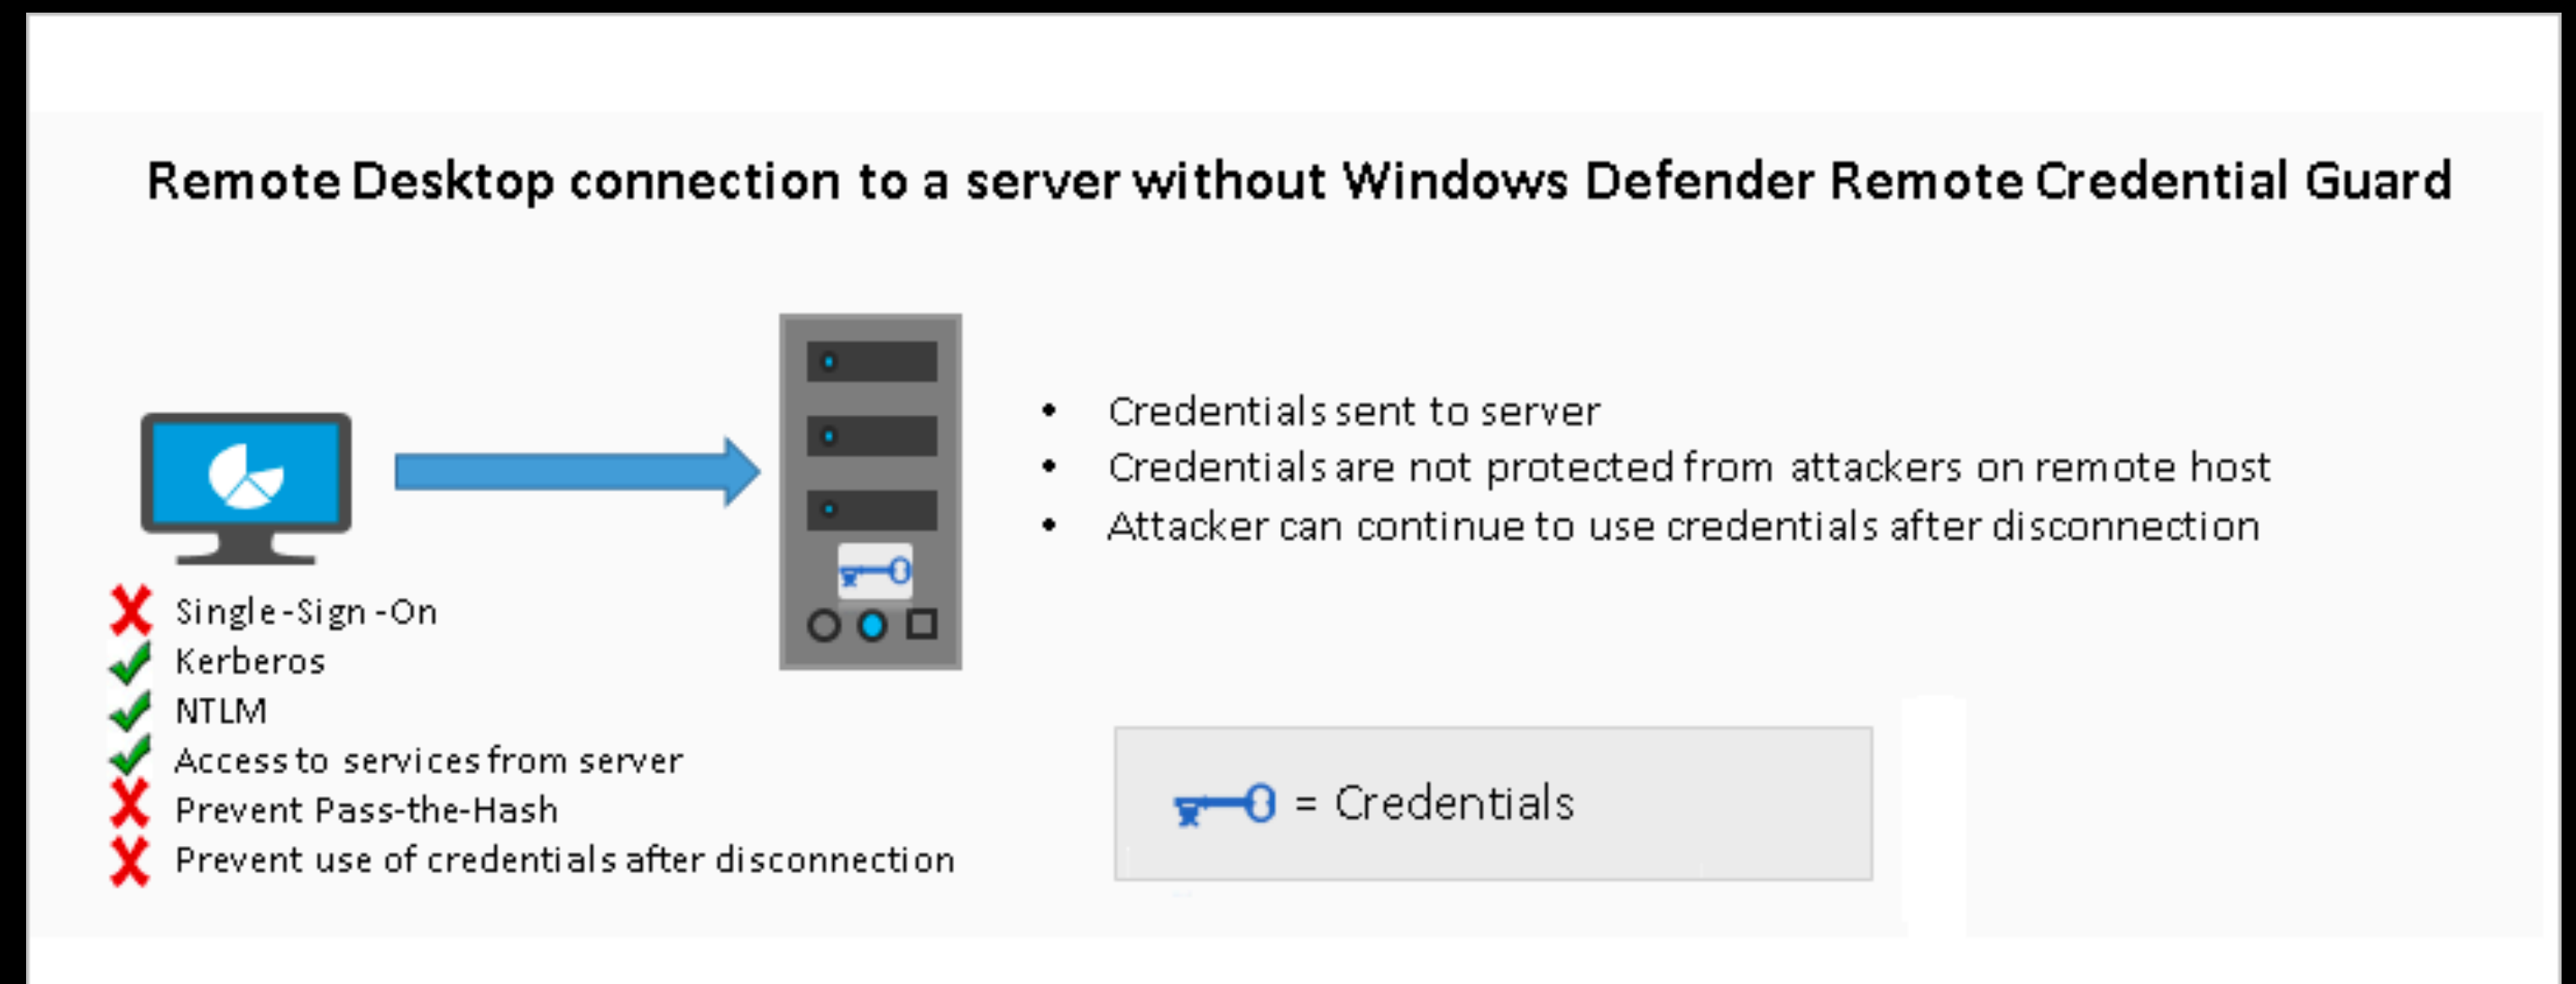 Remote Desktop connection to a server without Windows Defender Remote Credential Guard
• Credentials sent to server
• Credentials are not protected from attackers on remote host
• Attacker can continue to use credentials after disconnection
Single-Sign-On
Kerberos
NTLM
Access to services from server
Prevent Pass-the-Hash
Prevent use of credentials after disconnection
= Credentials